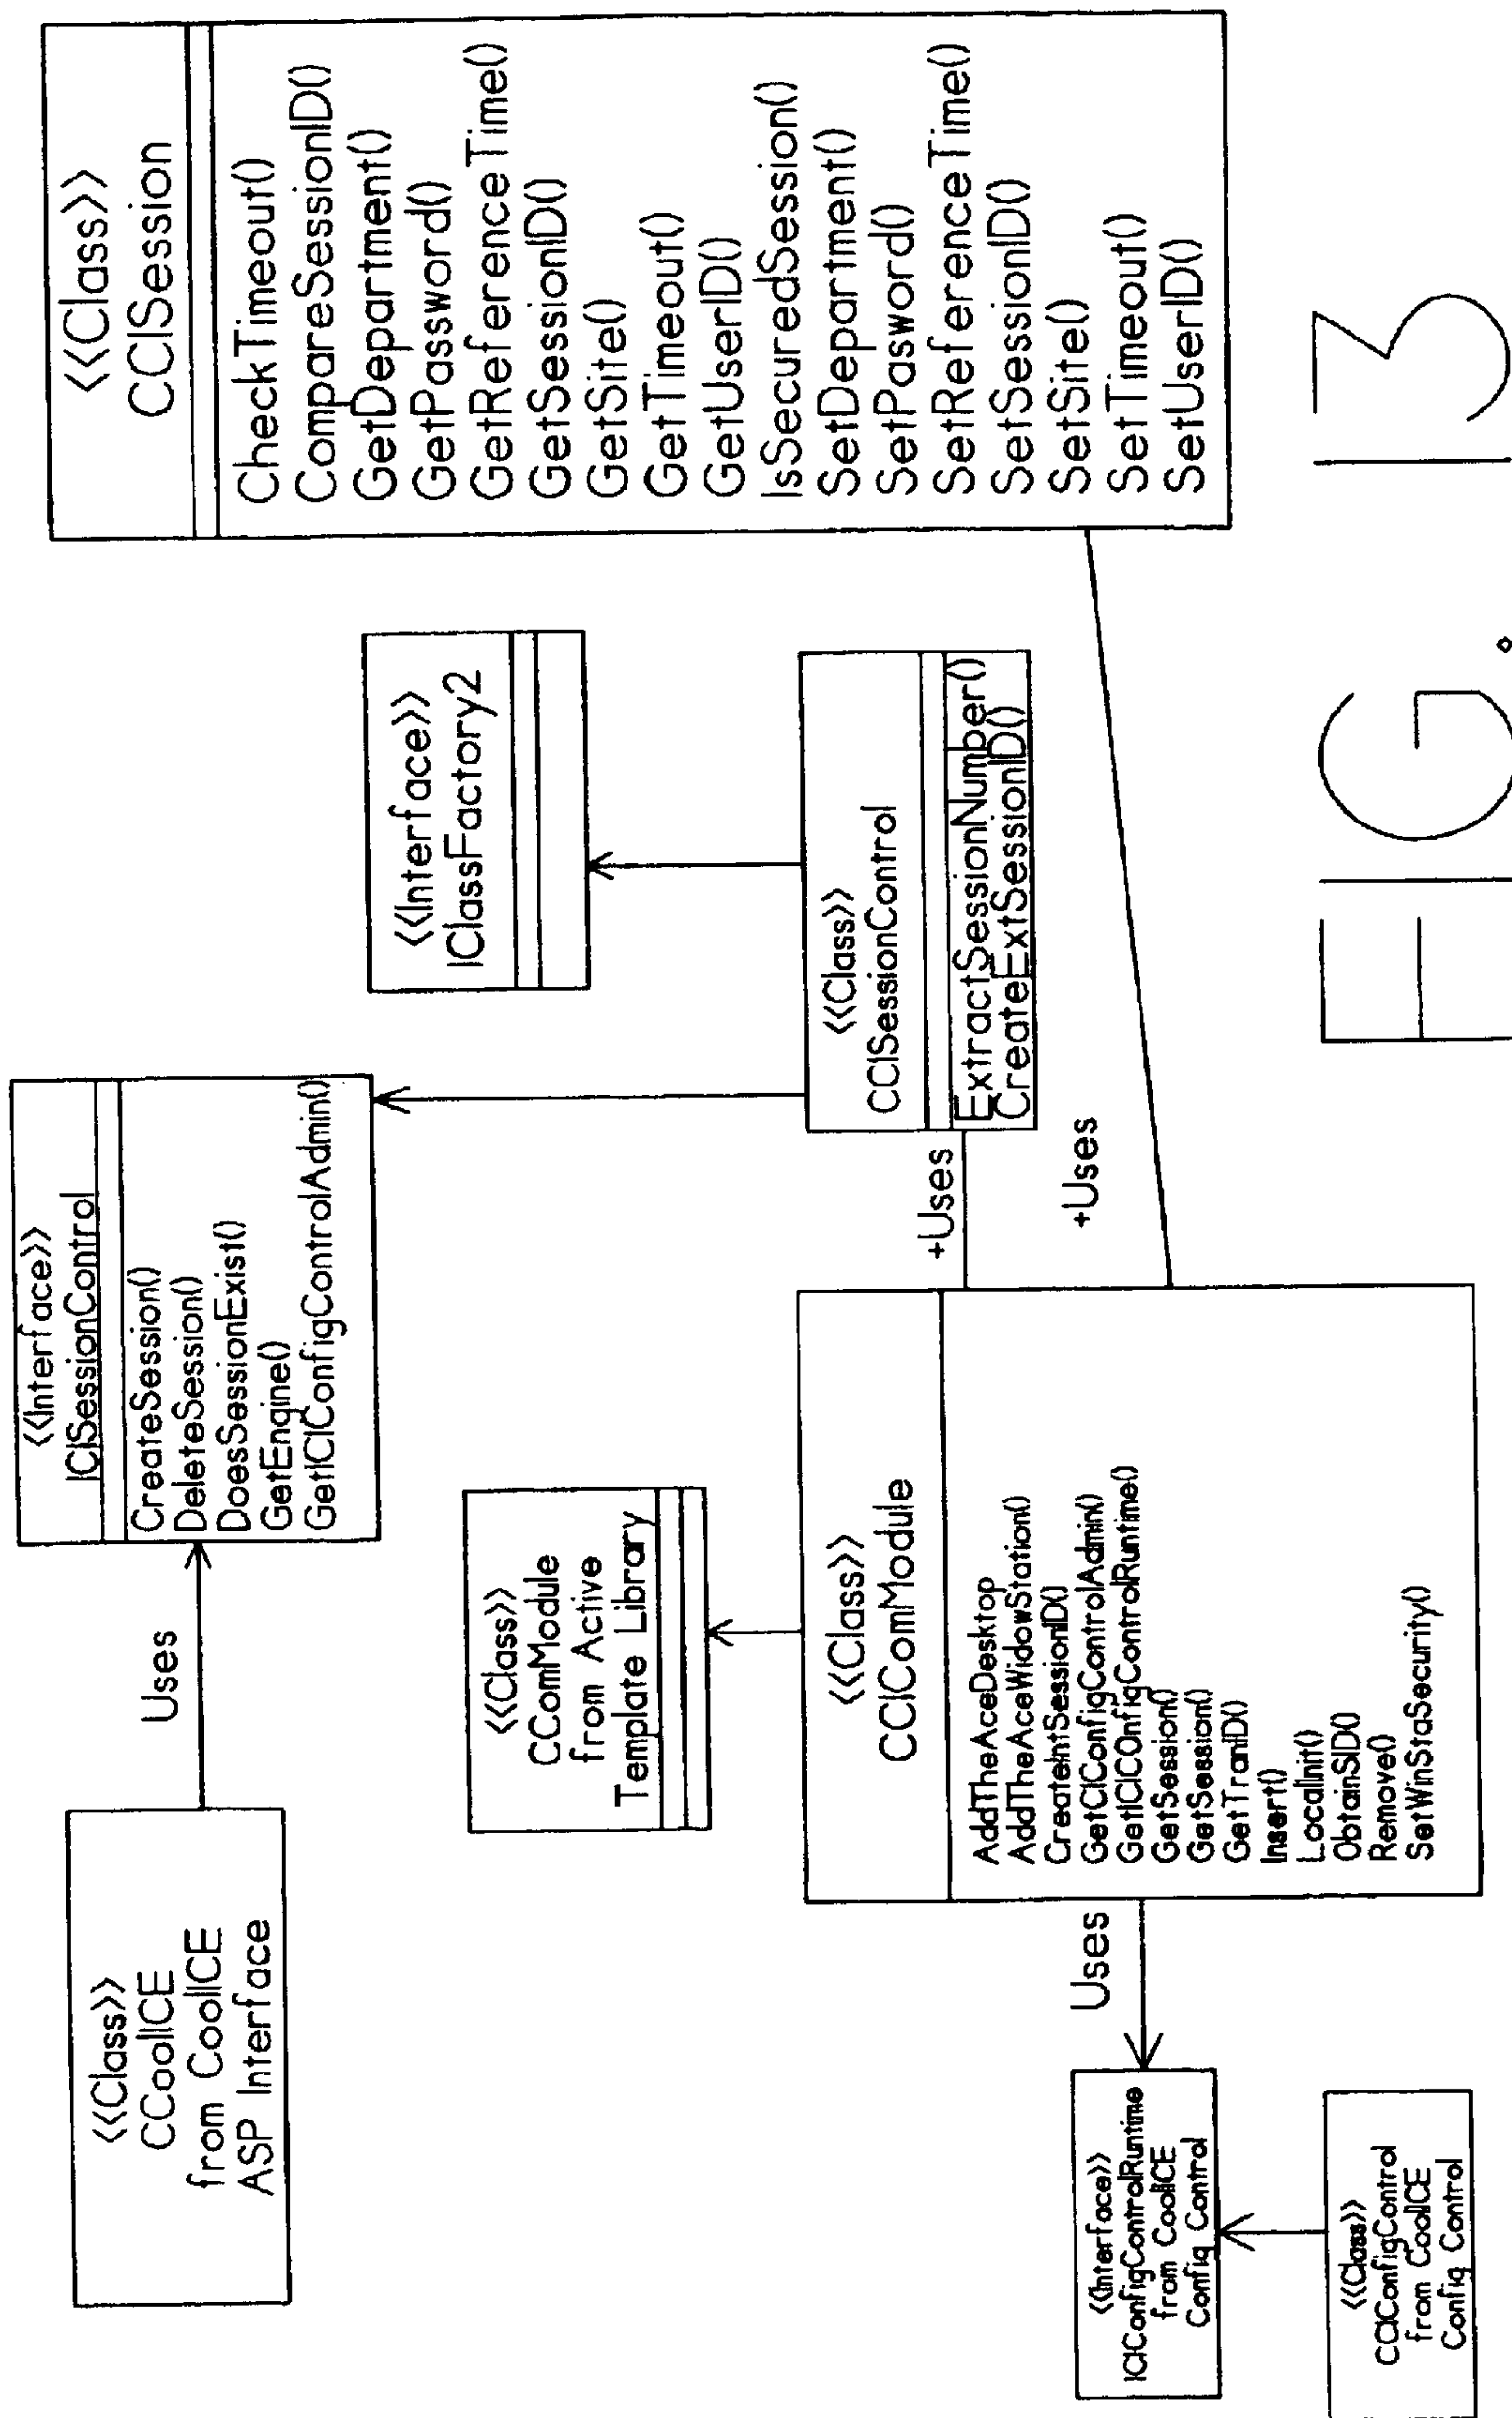 <<Class>>
CCoolICE
from CoolICE
ASP Interface
Uses
<<Interface>>
ICISessionControl
CreateSession()
DeleteSession()
DoesSessionExist()
GetEngine()
GetICIConfigControlAdmin()
<<Interface>>
IClassFactory2
<<Class>>
CCISession
CheckTimeout()
CompareSessionID()
GetDepartment()
GetPassword()
GetReferenceTime()
GetSessionID()
GetSite()
GetTimeout()
GetUserID()
IsSecuredSession()
SetDepartment()
SetPasword()
SetReferenceTime()
SetSessionID()
SetSite()
SetTimeout()
SetUserID()
<<Class>>
CComModule
from Active
Template Library
<<Class>>
CCISessionControl
ExtractSessionNumber()
CreateExtSessionID()
+Uses
+Uses
<<Class>>
CCIComModule
AddTheAceDesktop
AddTheAceWidowStation()
CreateIntSessionID()
GetCIConfigControlAdmin()
GetICIConfigControlRuntime()
GetSession()
GetSession()
GetTranID()
Insert()
LocalInit()
ObtainSID()
Remove()
SetWinStaSecurity()
Uses
<<Interface>>
ICIConfigControlRuntime
from CoolICE
Config Control
<<Class>>
CCIConfigControl
from CoolICE
Config Control
FIG. 13